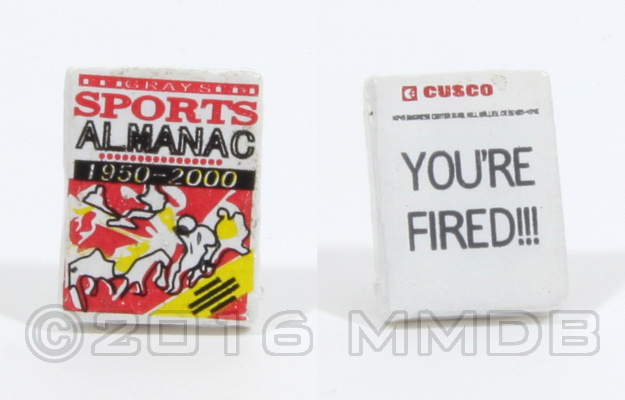 GRAYS
SPORTS
ALMANAC
1950-2000
CUSCO
YOU'RE
FIRED!!!
©2016 MMDB